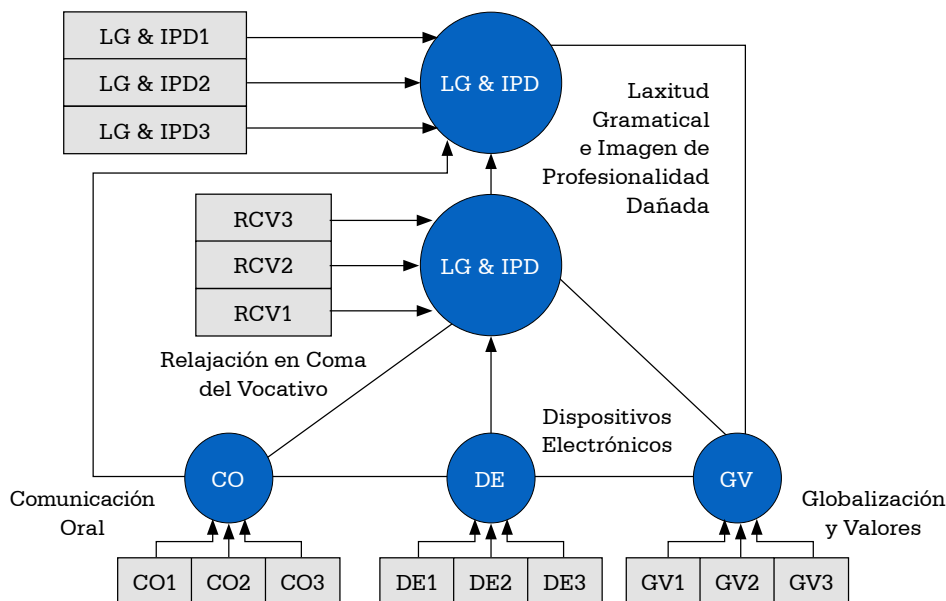 LG & IPD1
LG & IPD2
LG & IPD3
LG & IPD
Laxitud
Gramatical
e Imagen de
Profesionalidad
Dañada
RCV3
RCV2
RCV1
LG & IPD
Relajación en Coma
del Vocativo
Dispositivos
Electrónicos
CO
DE
GV
Comunicación
Oral
Globalización
y Valores
CO1
CO2
CO3
DE1
DE2
DE3
GV1
GV2
GV3